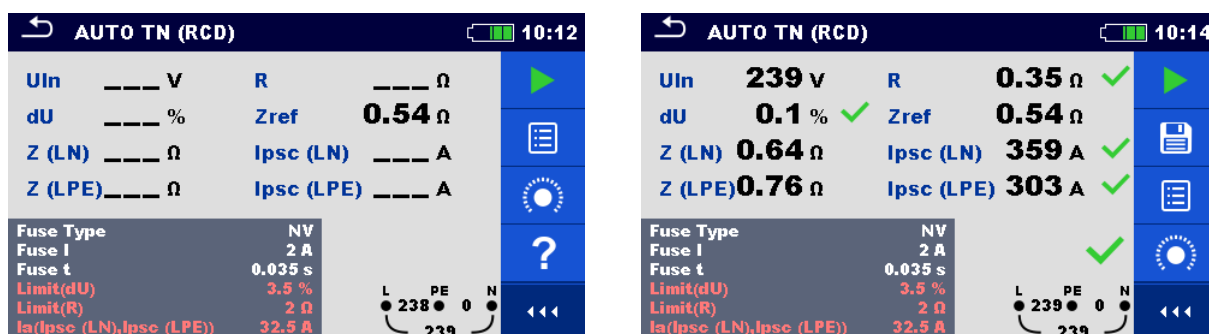 AUTO TN (RCD) 10:12
Uln ___ V R ___ Ω
dU ___ % Zref 0.54 Ω
Z (LN) ___ Ω Ipsc (LN) ___ A
Z (LPE)___ Ω Ipsc (LPE) ___ A
Fuse Type NV
Fuse I 2 A
Fuse t 0.035 s
Limit(dU) 3.5 %
Limit(R) 2 Ω
Ia(Ipsc (LN),Ipsc (LPE)) 32.5 A
?
L PE N
238 0
239
AUTO TN (RCD) 10:14
Uln 239 V R 0.35 Ω
dU 0.1 % Zref 0.54 Ω
Z (LN) 0.64 Ω Ipsc (LN) 359 A
Z (LPE)0.76 Ω Ipsc (LPE) 303 A
Fuse Type NV
Fuse I 2 A
Fuse t 0.035 s
Limit(dU) 3.5 %
Limit(R) 2 Ω
Ia(Ipsc (LN),Ipsc (LPE)) 32.5 A
L PE N
239 0
239